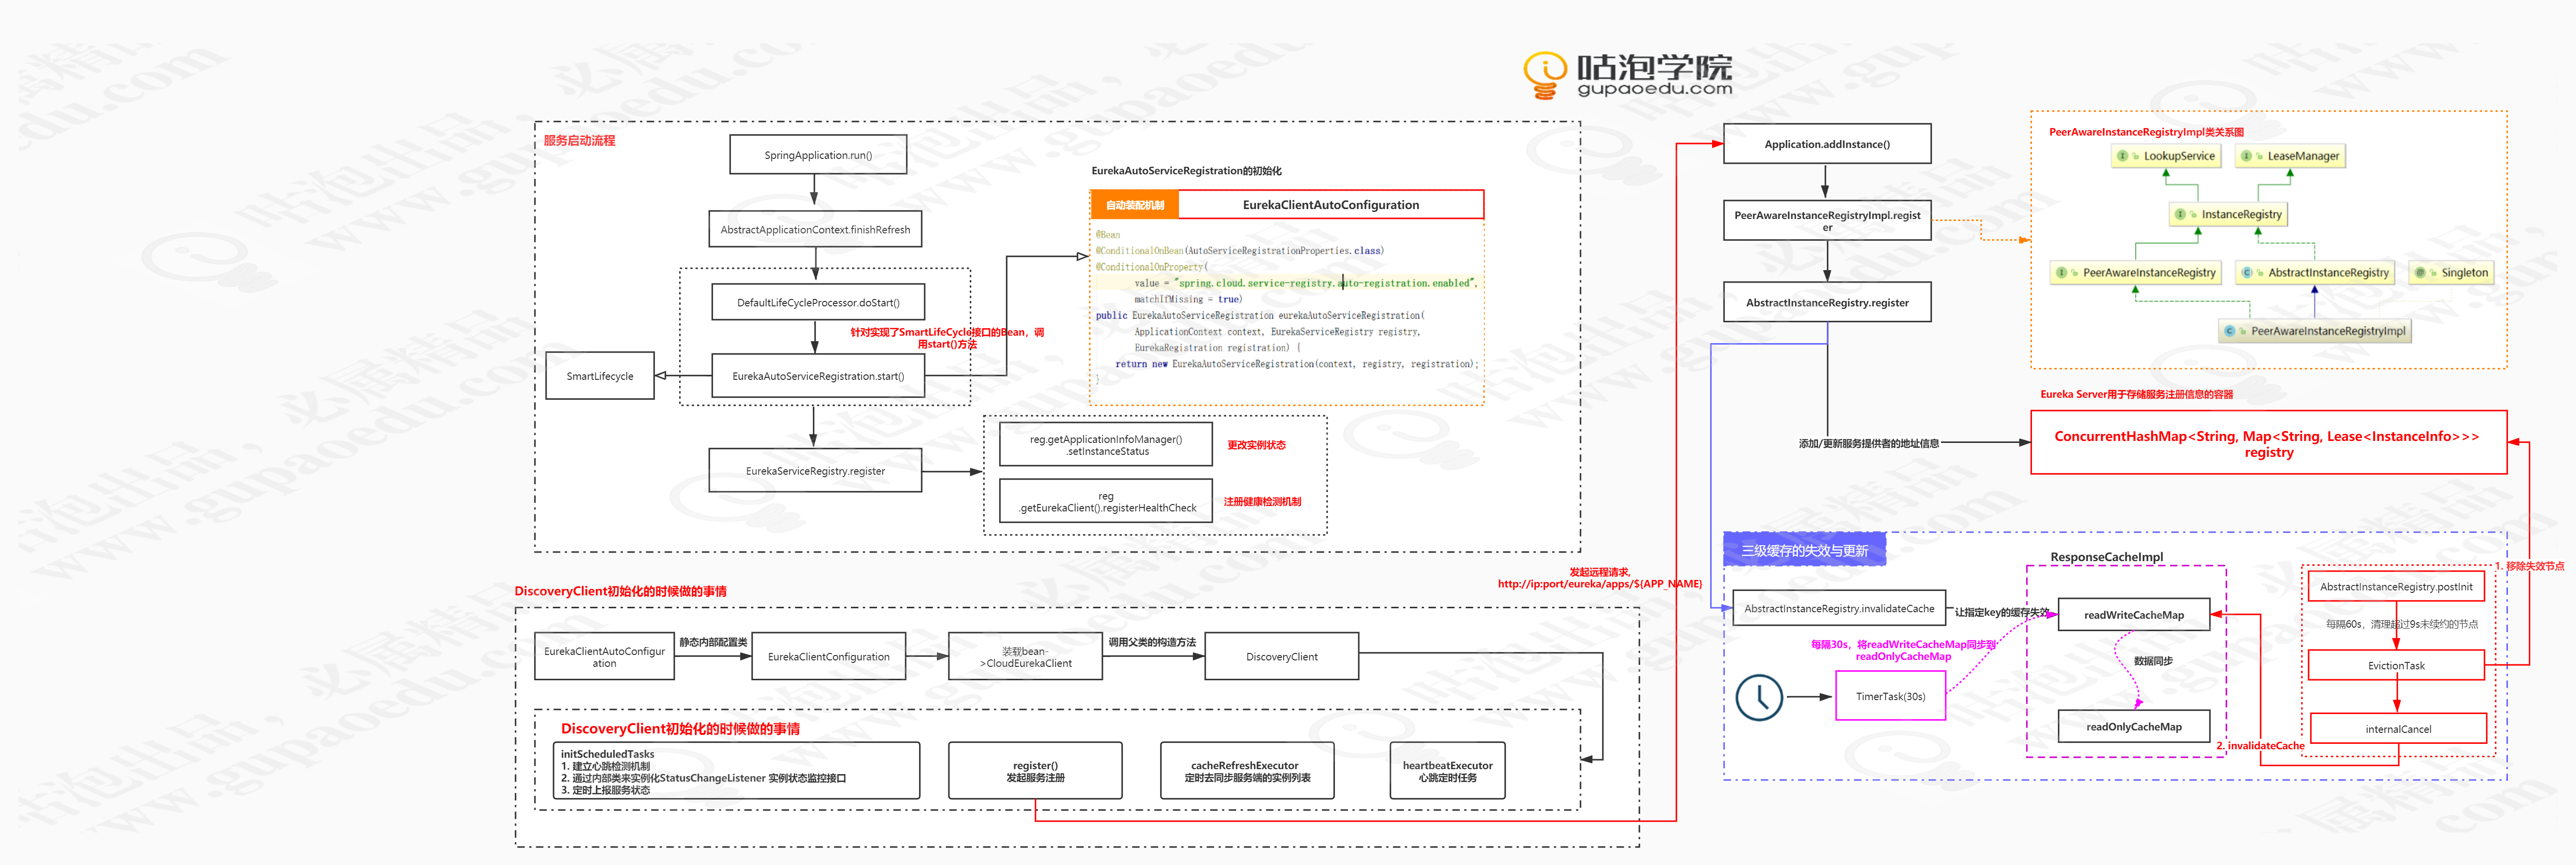 咕泡学院
gupaoedu.com
服务启动流程
SpringApplication.run()
AbstractApplicationContext.finishRefresh
DefaultLifeCycleProcessor.doStart()
针对实现了SmartLifeCycle接口的Bean，调
用start()方法
SmartLifecycle
EurekaAutoServiceRegistration.start()
EurekaServiceRegistry.register
reg.getApplicationInfoManager()
.setInstanceStatus
更改实例状态
reg
.getEurekaClient().registerHealthCheck
注册健康检测机制
EurekaAutoServiceRegistration的初始化
自动装配机制
EurekaClientAutoConfiguration
@Bean
@ConditionalOnBean(AutoServiceRegistrationProperties.class)
@ConditionalOnProperty(
value = "spring.cloud.service-registry.auto-registration.enabled",
matchIfMissing = true)
public EurekaAutoServiceRegistration eurekaAutoServiceRegistration(
ApplicationContext context, EurekaServiceRegistry registry,
EurekaRegistration registration) {
return new EurekaAutoServiceRegistration(context, registry, registration);
}
DiscoveryClient初始化的时候做的事情
EurekaClientAutoConfigur
ation
静态内部配置类
EurekaClientConfiguration
装载bean-
>CloudEurekaClient
调用父类的构造方法
DiscoveryClient
DiscoveryClient初始化的时候做的事情
initScheduledTasks
1. 建立心跳检测机制
2. 通过内部类来实例化StatusChangeListener 实例状态监控接口
3. 定时上报服务状态
register()
发起服务注册
cacheRefreshExecutor
定时去同步服务端的实例列表
heartbeatExecutor
心跳定时任务
发起远程请求,
http://ip:port/eureka/apps/${APP_NAME}
Application.addInstance()
PeerAwareInstanceRegistryImpl.regist
er
AbstractInstanceRegistry.register
添加/更新服务提供者的地址信息
PeerAwareInstanceRegistryImpl类关系图
LookupService
LeaseManager
InstanceRegistry
PeerAwareInstanceRegistry
AbstractInstanceRegistry
Singleton
PeerAwareInstanceRegistryImpl
Eureka Server用于存储服务注册信息的容器
ConcurrentHashMap<String, Map<String, Lease<InstanceInfo>>>
registry
三级缓存的失效与更新
ResponseCacheImpl
AbstractInstanceRegistry.invalidateCache
让指定key的缓存失效
readWriteCacheMap
每隔30s，将readWriteCacheMap同步到
readOnlyCacheMap
TimerTask(30s)
数据同步
readOnlyCacheMap
1. 移除失效节点
AbstractInstanceRegistry.postInit
每隔60s，清理超过9s未续约的节点
EvictionTask
internalCancel
2. invalidateCache